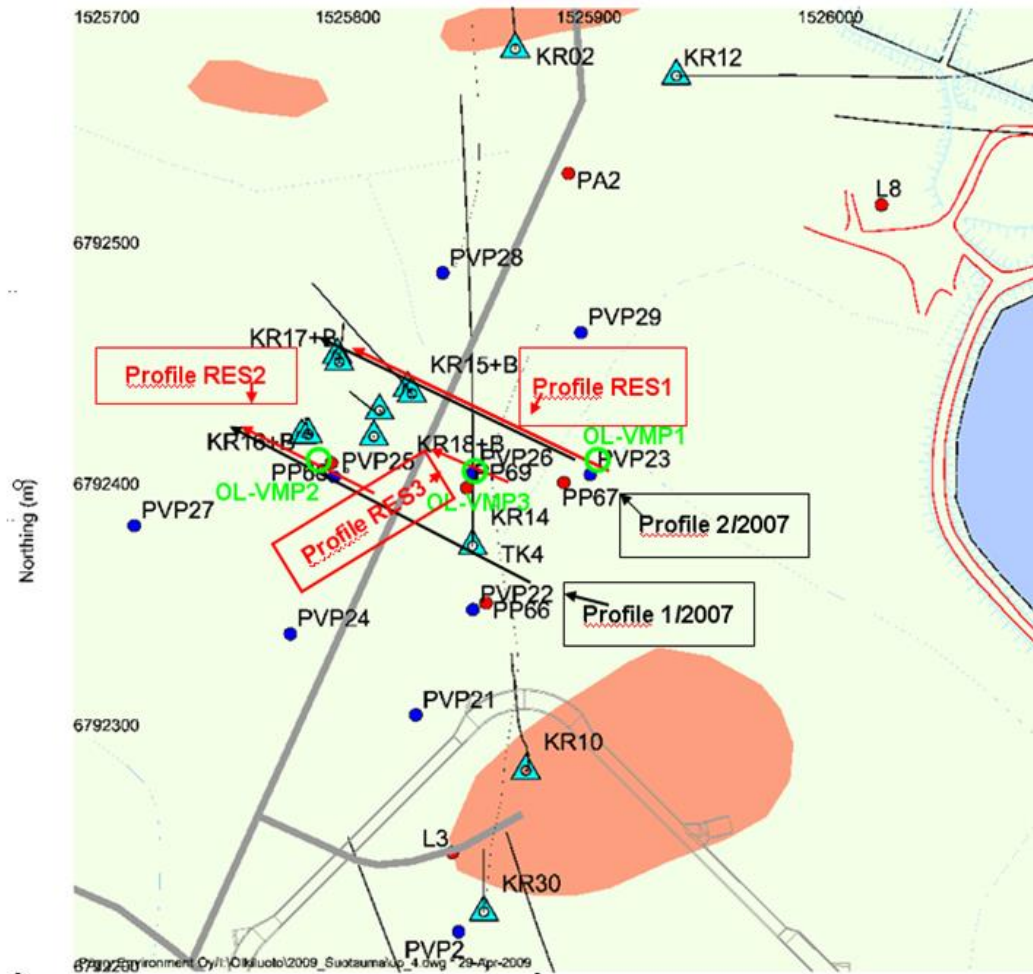 1525700 1525800 1525900 1526000
KR02 KR12
PA2
L8
6792500
PVP28
PVP29
KR17+B
KR15+B
Profile RES2
Profile RES1
OL-VMP1
KR18+B
PVP26
PVP25
PVP23
6792400
OL-VMP2
OL-VMP3
PP67
Profile RES3
PVP27
KR14
Profile 2/2007
TK4
PVP22
PP66
Profile 1/2007
PVP24
PVP21
6792300
KR10
L3
KR30
PVP2
Northing (m)
29-Apr-2009